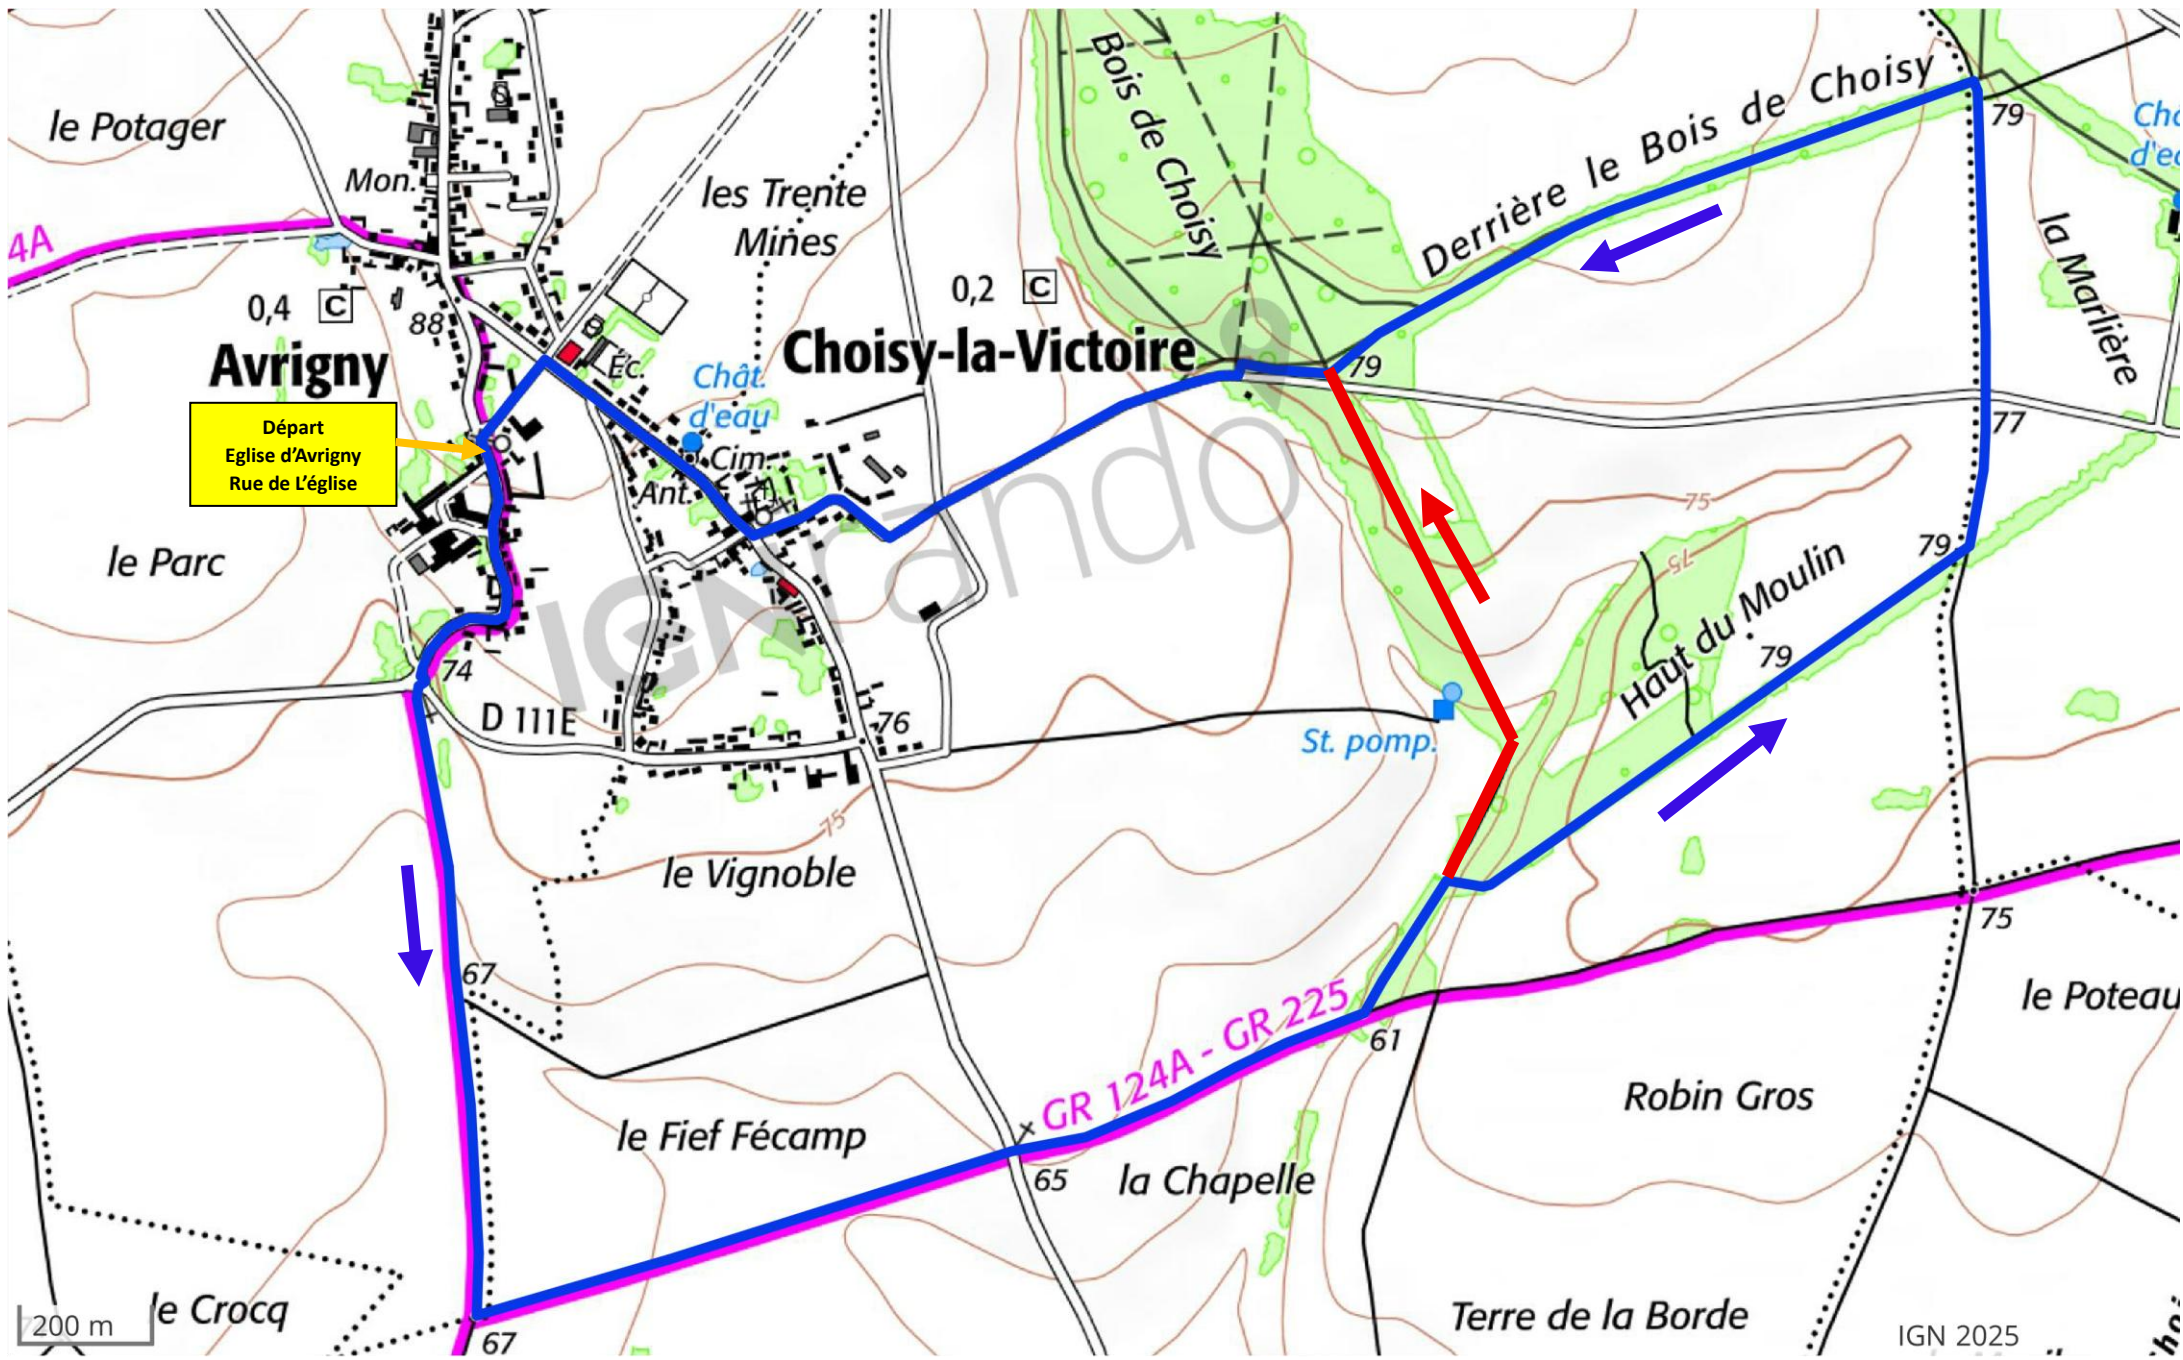 le Potager
Mon.
les Trente
Mines
Bois de Choisy
Derrière le Bois de Choisy
79
la Marlière
4A
0,4 C
88
Avrigny
0,2 C
Choisy-la-Victoire
Éc.
Chât.
d'eau
79
77
Départ
Eglise d'Avrigny
Rue de L'église
Cim.
Ant.
75
le Parc
IGNrando
79
75
Haut du Moulin
79
74
D 111E
76
St. pomp.
75
le Vignoble
67
75
GR 124A - GR 225
61
le Poteau
Robin Gros
le Fief Fécamp
65
la Chapelle
le Crocq
200 m
67
Terre de la Borde
IGN 2025